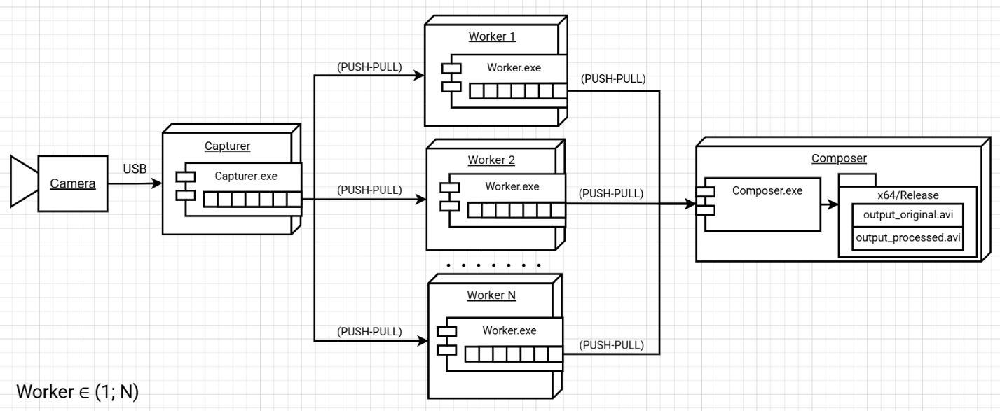 Camera
USB
Capturer
Capturer.exe
(PUSH-PULL)
(PUSH-PULL)
(PUSH-PULL)
Worker 1
Worker.exe
(PUSH-PULL)
Worker 2
Worker.exe
(PUSH-PULL)
.......
Worker N
Worker.exe
(PUSH-PULL)
Composer
Composer.exe
x64/Release
output_original.avi
output_processed.avi
Worker ∈ (1; N)